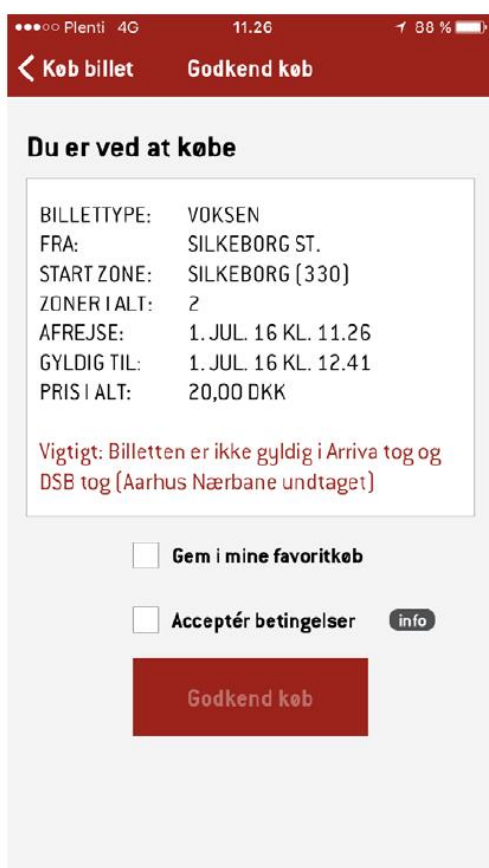 Plenti 4G 11.26 88 %
Køb billet Godkend køb
Du er ved at købe
BILLETTYPE: VOKSEN
FRA: SILKEBORG ST.
START ZONE: SILKEBORG (330)
ZONER I ALT: 2
AFREJSE: 1. JUL. 16 KL. 11.26
GYLDIG TIL: 1. JUL. 16 KL. 12.41
PRIS I ALT: 20,00 DKK
Vigtigt: Billetten er ikke gyldig i Arriva tog og
DSB tog (Aarhus Nærbane undtaget)
Gem i mine favoritkøb
Acceptér betingelser info
Godkend køb